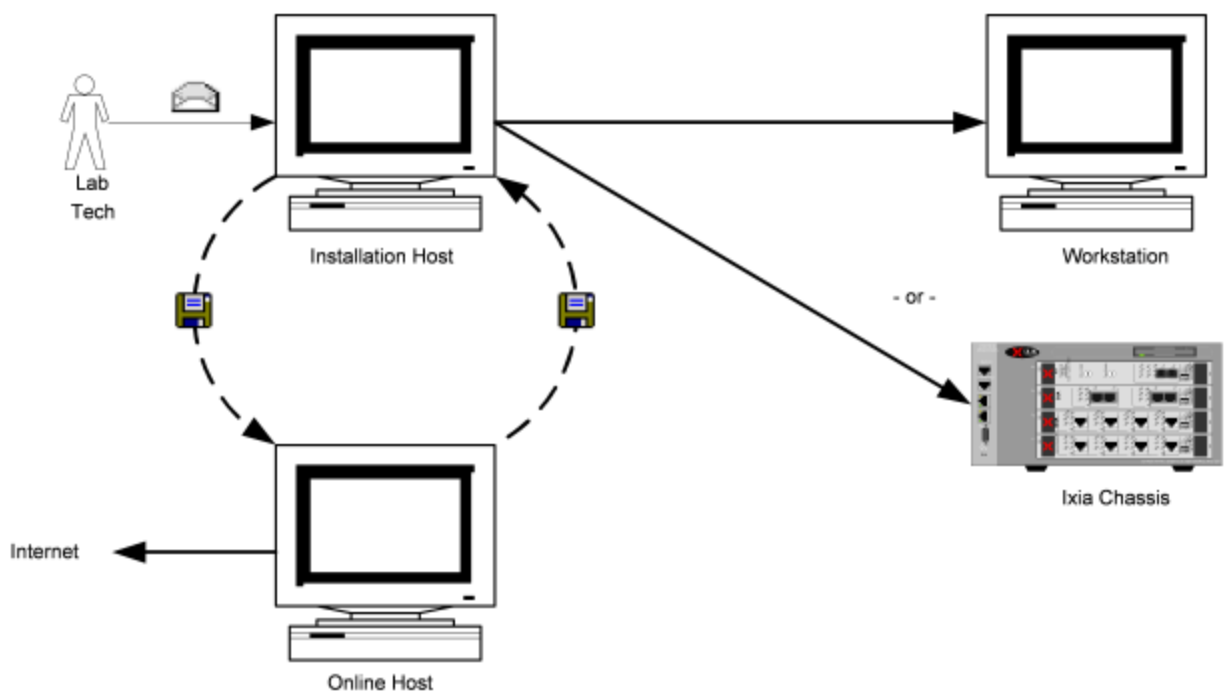 Lab
Tech
Installation Host
Workstation
- or -
Ixia Chassis
Internet
Online Host